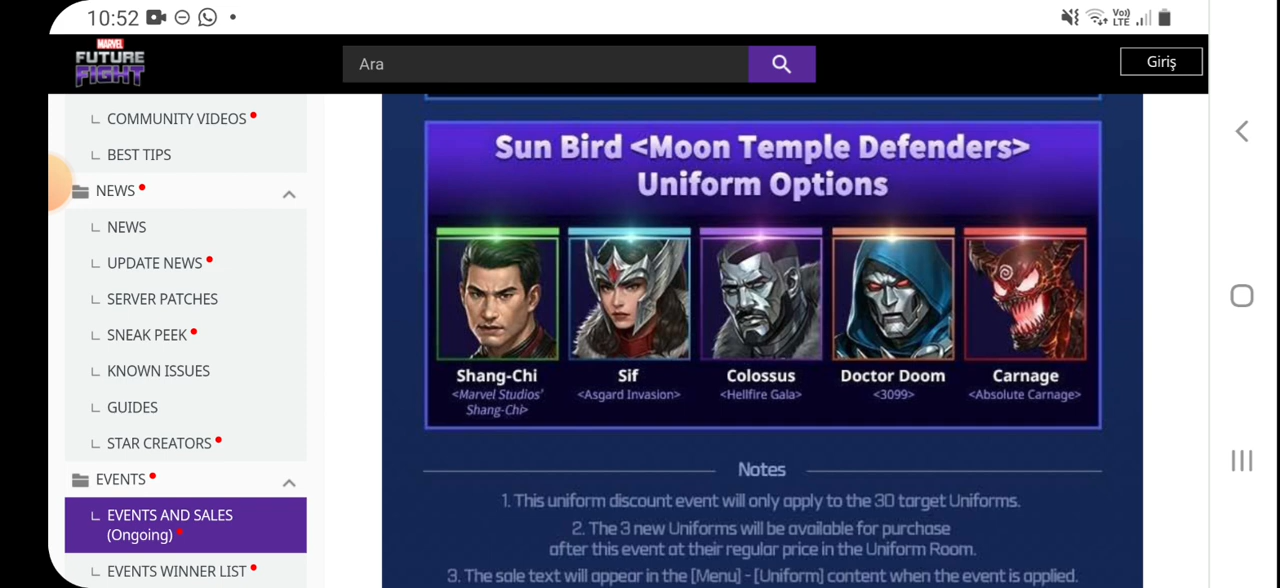 10:52
Vo))
LTE
MARVEL
FUTURE
FIGHT
Ara
Giriş
COMMUNITY VIDEOS
BEST TIPS
NEWS
NEWS
UPDATE NEWS
SERVER PATCHES
SNEAK PEEK
KNOWN ISSUES
GUIDES
STAR CREATORS
EVENTS
EVENTS AND SALES
(Ongoing)
EVENTS WINNER LIST
Sun Bird <Moon Temple Defenders>
Uniform Options
Shang-Chi
<Marvel Studios'
Shang-Chi>
Sif
<Asgard Invasion>
Colossus
<Hellfire Gala>
Doctor Doom
<3099>
Carnage
<Absolute Carnage>
Notes
1. This uniform discount event will only apply to the 30 target Uniforms.
2. The 3 new Uniforms will be available for purchase
after this event at their regular price in the Uniform Room.
3. The sale text will appear in the [Menu] - [Uniform] content when the event is applied.